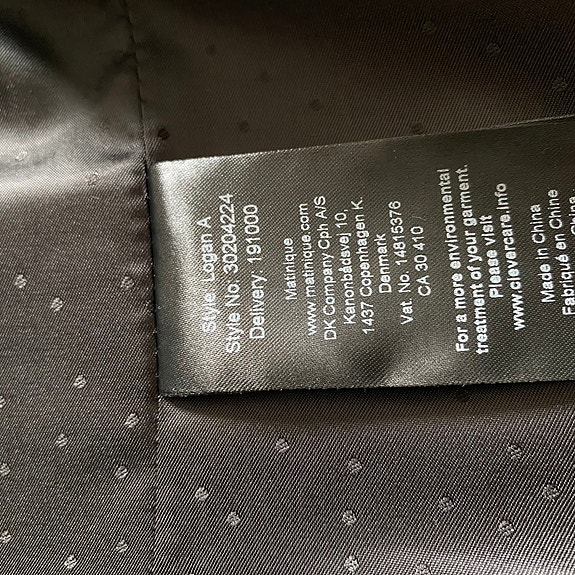 Style: Logan A
Style No. 30204224
Delivery: 191000
Matinique
www.matinique.com
DK Company Cph A/S
Kanonbådsvej 10,
1437 Copenhagen K.
Denmark
Vat. No. 14815376
CA 30 410 /
For a more environmental
treatment of your garment.
Please visit
www.clevercare.info
Made in China
Fabriqué en Chine
China